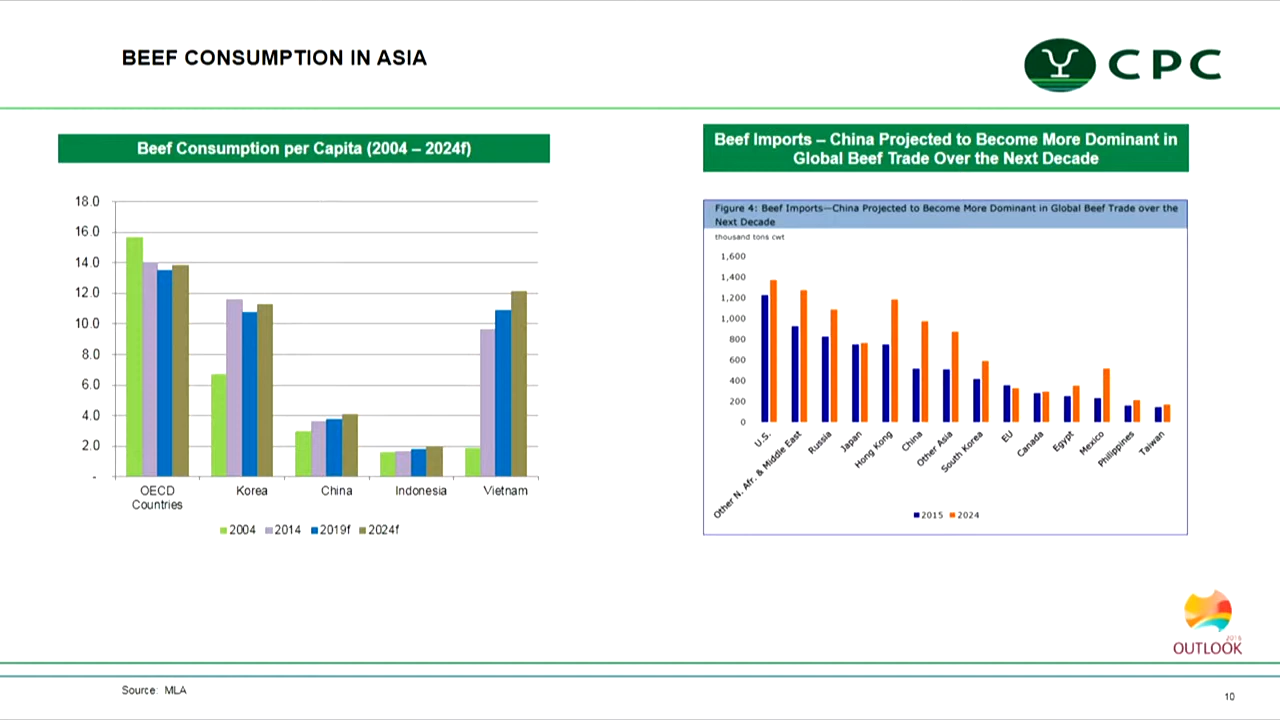 BEEF CONSUMPTION IN ASIA
CPC
Beef Consumption per Capita (2004 – 2024f)
18.0
16.0
14.0
12.0
10.0
8.0
6.0
4.0
2.0
-
OECD
Countries
Korea
China
Indonesia
Vietnam
2004 2014 2019f 2024f
Beef Imports – China Projected to Become More Dominant in
Global Beef Trade Over the Next Decade
Figure 4: Beef Imports—China Projected to Become More Dominant in Global Beef Trade over the
Next Decade
thousand tons cwt
1,600
1,400
1,200
1,000
800
600
400
200
0
U.S.
Other N. Afr. & Middle East
Russia
Japan
Hong Kong
China
Other Asia
South Korea
EU
Canada
Egypt
Mexico
Philippines
Taiwan
2015 2024
OUTLOOK
Source: MLA
10